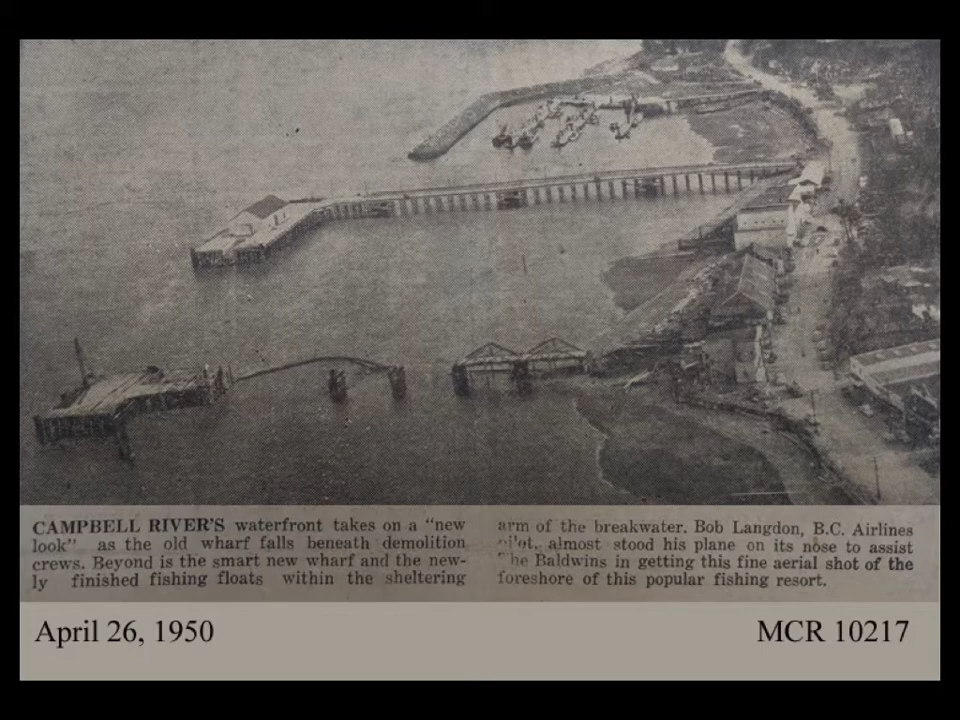 CAMPBELL RIVER'S waterfront takes on a "new
look" as the old wharf falls beneath demolition
crews. Beyond is the smart new wharf and the new-
ly finished fishing floats within the sheltering
arm of the breakwater. Bob Langdon, B.C. Airlines
almost stood his plane on its nose to assist
Baldwins in getting this fine aerial shot of the
foreshore of this popular fishing resort.
April 26, 1950
MCR 10217